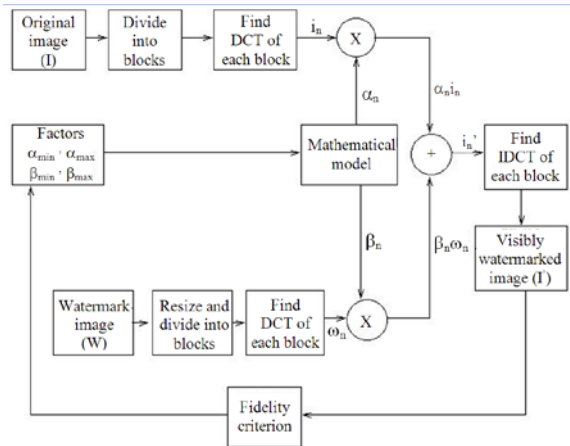 Original
image
(I)
Divide
into
blocks
Find
DCT of
each block
iₙ
X
αₙ
αₙiₙ
Factors
αmin , αmax
βmin , βmax
Mathematical
model
+
iₙ'
Find
IDCT of
each block
βₙ
βₙωₙ
Visibly
watermarked
image (I')
Watermark
image
(W)
Resize and
divide into
blocks
Find
DCT of
each block
ωₙ
X
Fidelity
criterion